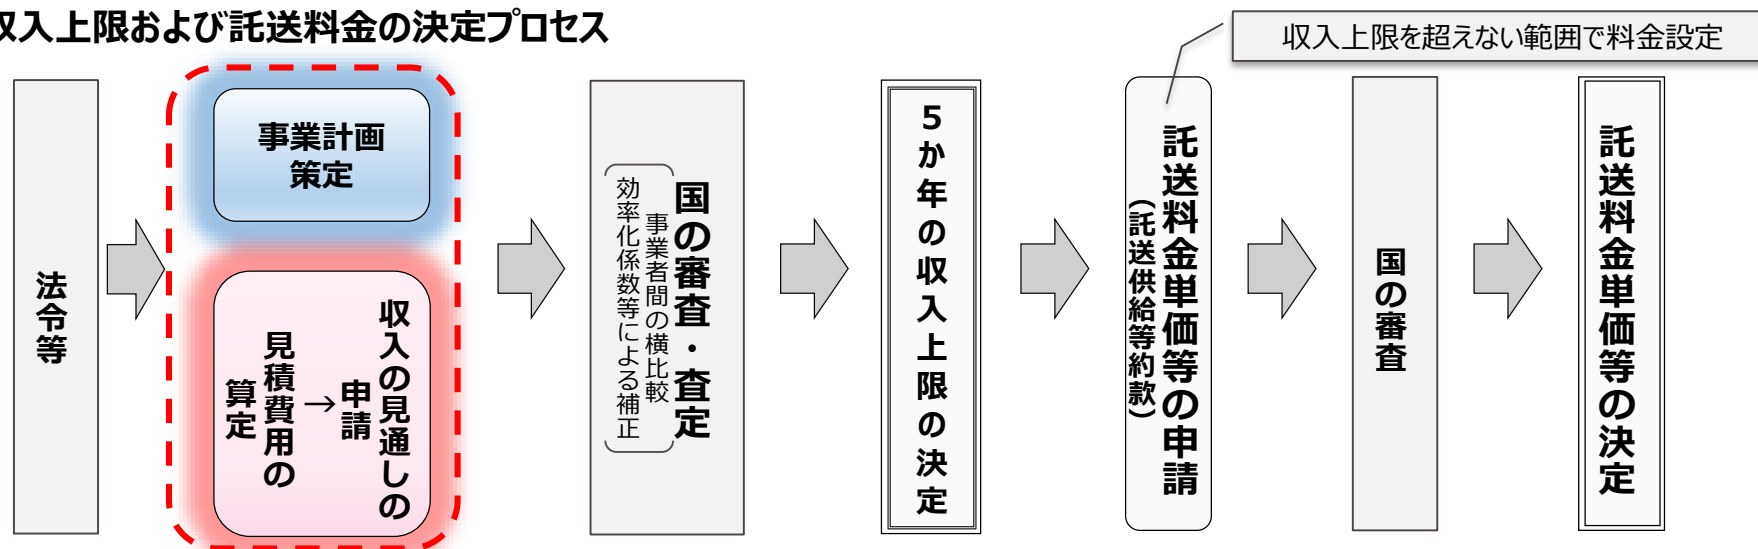 収入上限および託送料金の決定プロセス
収入上限を超えない範囲で料金設定
法令等
事業計画
策定
収入の見通しの
申請
→
見積費用の
算定
国の審査・査定
事業者間の横比較
効率化係数等による補正
5か年の収入上限の決定
託送料金単価等の申請
(託送供給等約款)
国の審査
託送料金単価等の決定